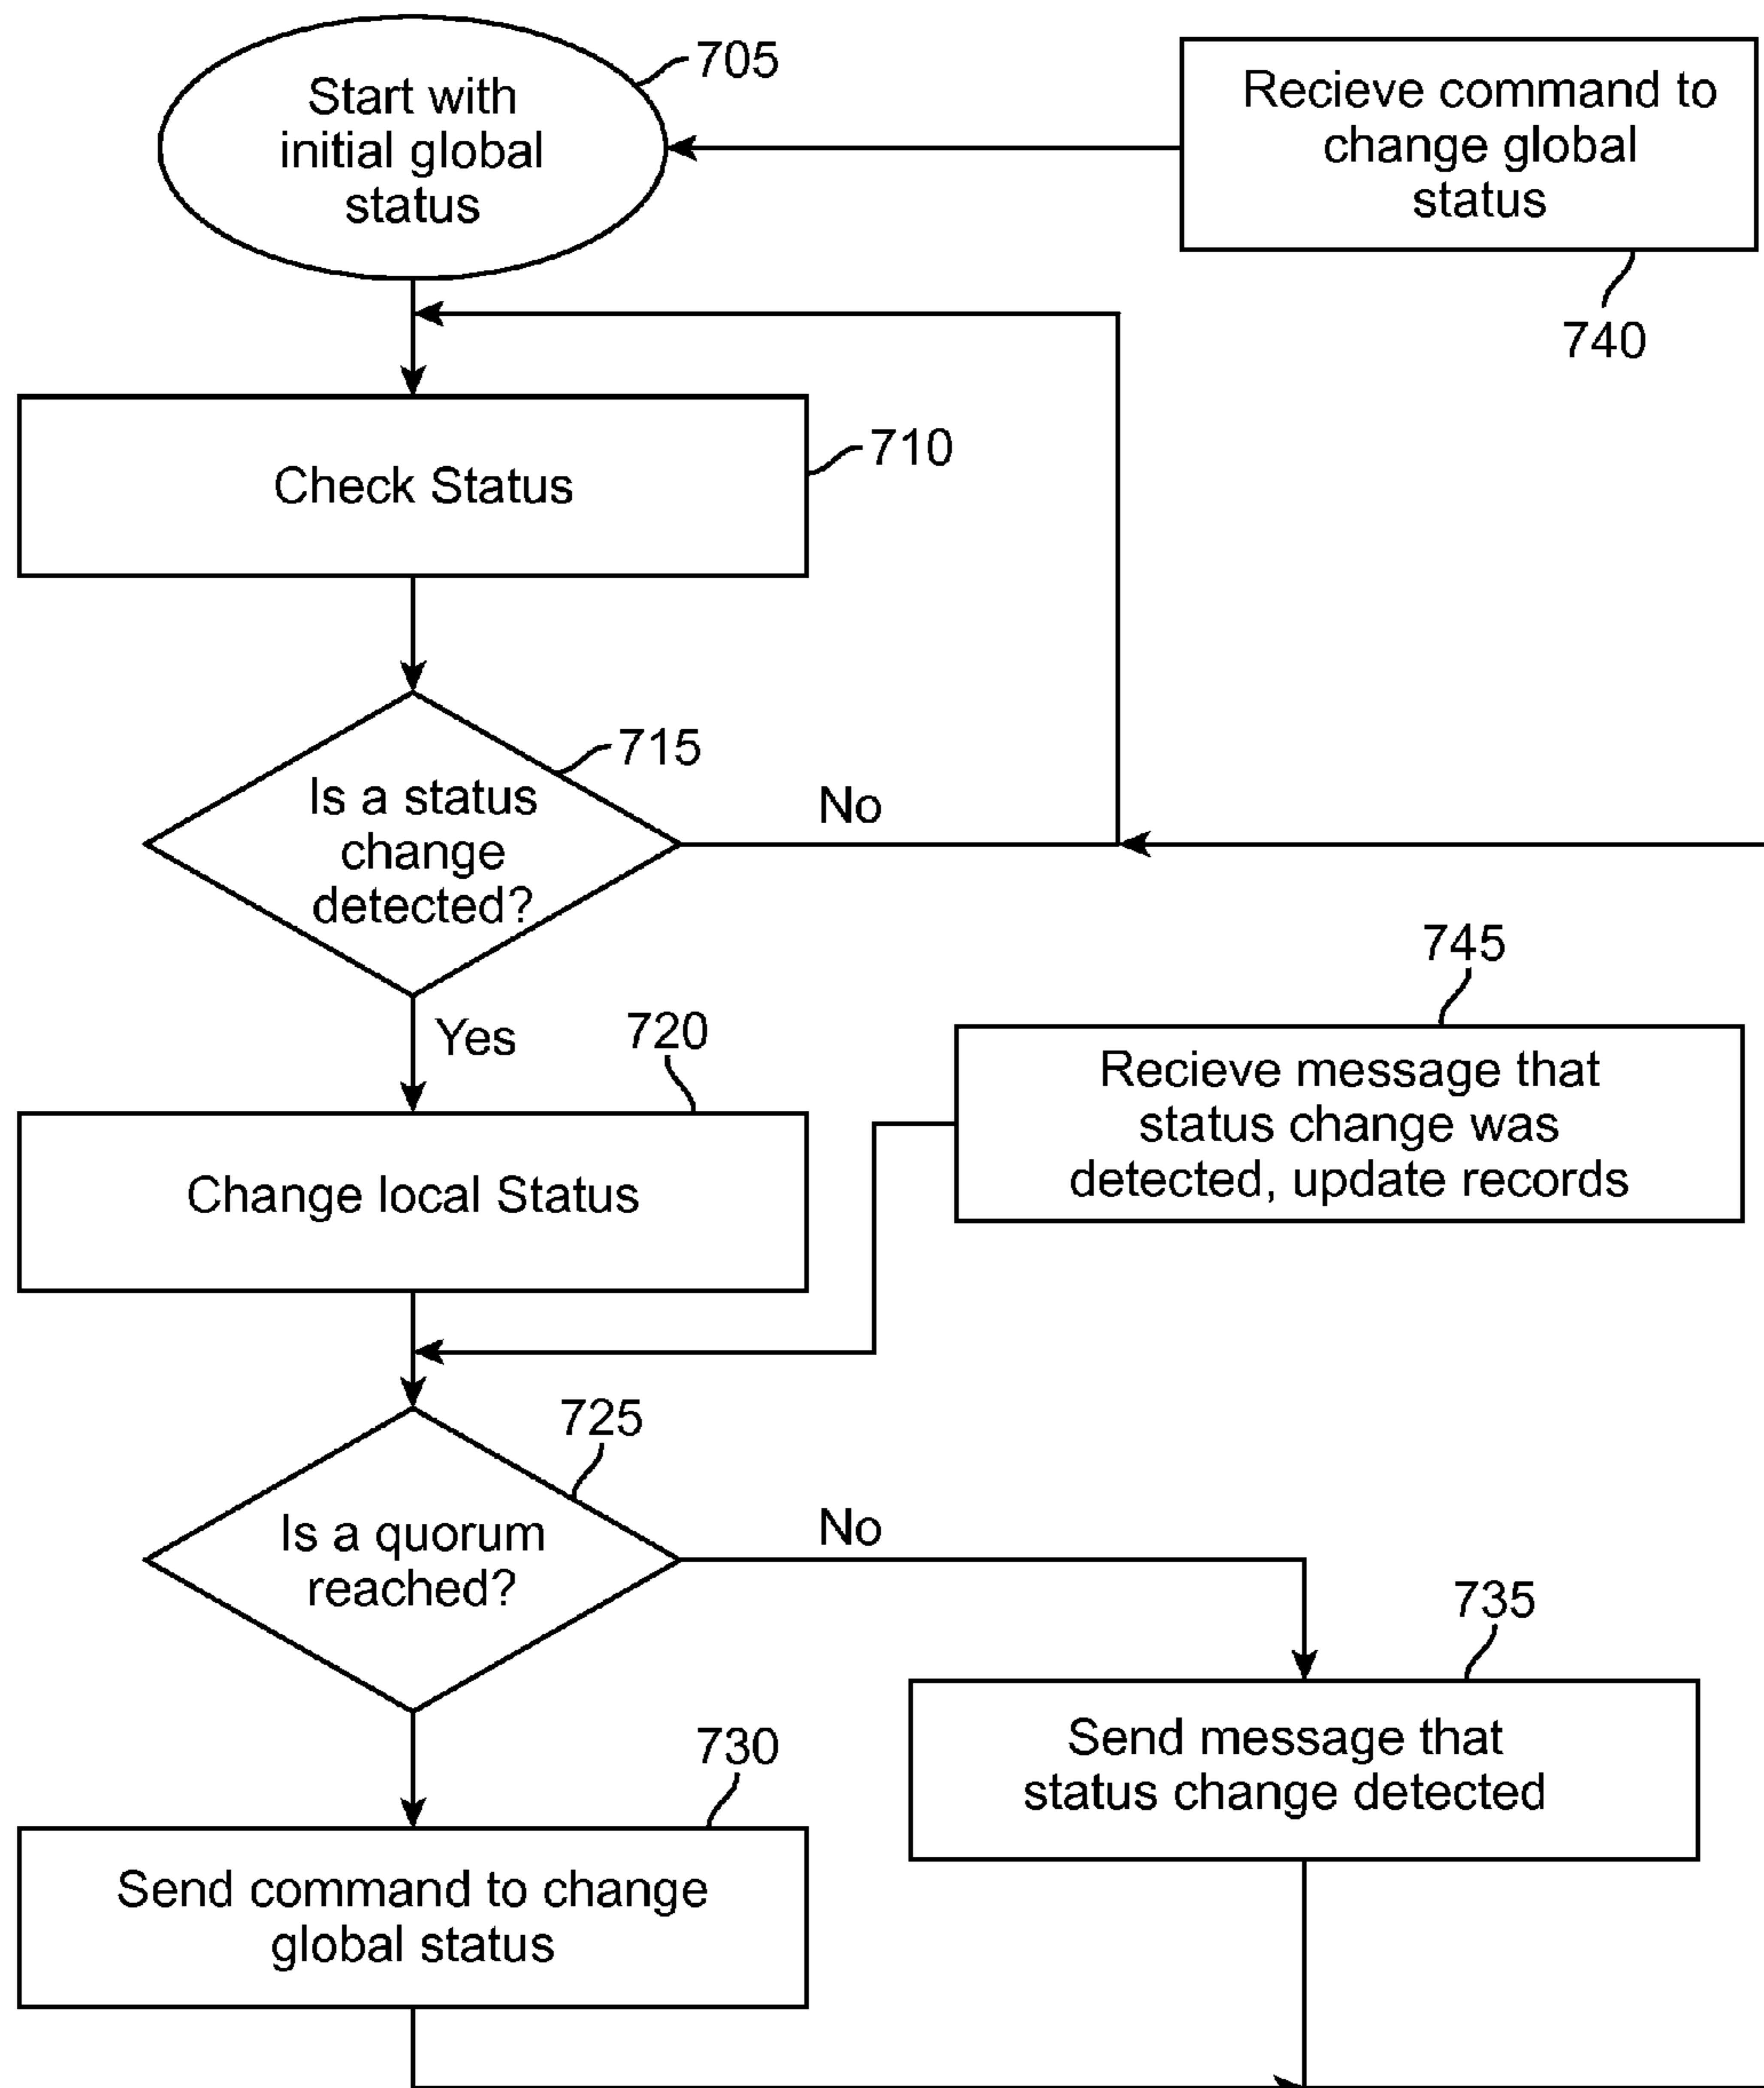 Start with
initial global
status
705
Recieve command to
change global
status
740
Check Status
710
Is a status
change
detected?
715
No
Yes
720
745
Recieve message that
status change was
detected, update records
Change local Status
725
Is a quorum
reached?
No
735
Send message that
status change detected
730
Send command to change
global status